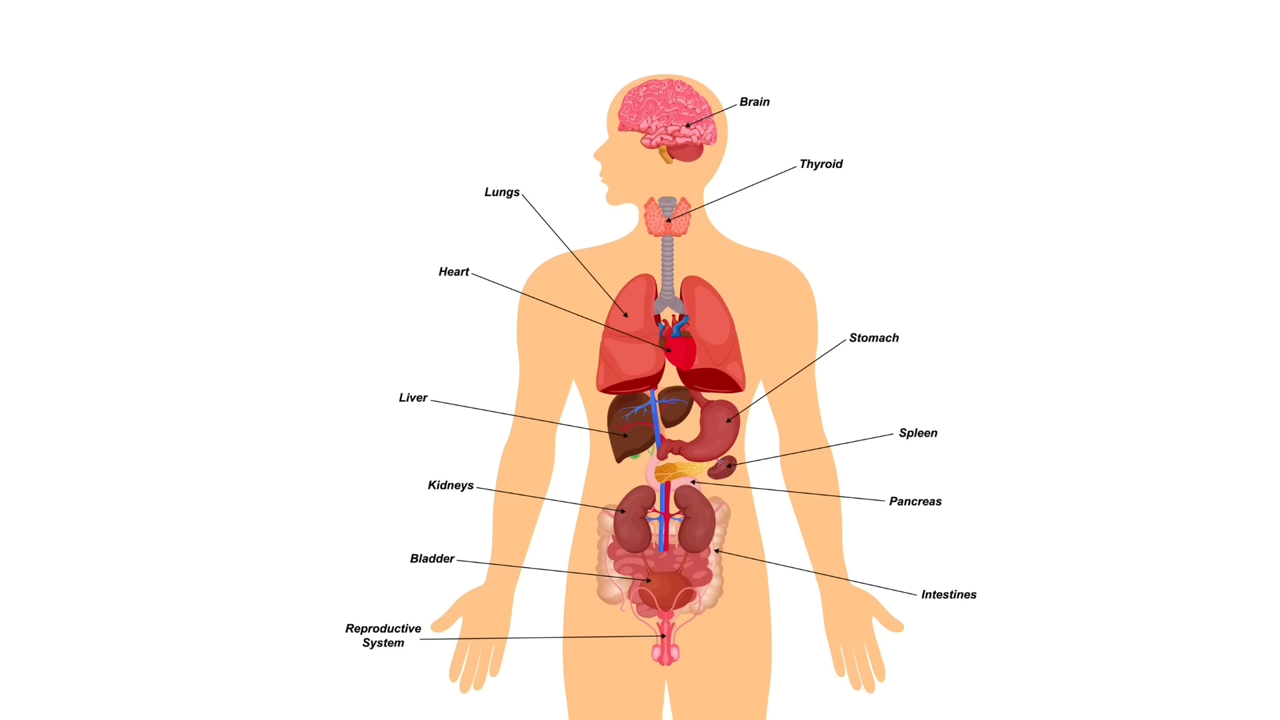 Brain
Thyroid
Lungs
Heart
Stomach
Liver
Spleen
Kidneys
Pancreas
Bladder
Intestines
Reproductive
System